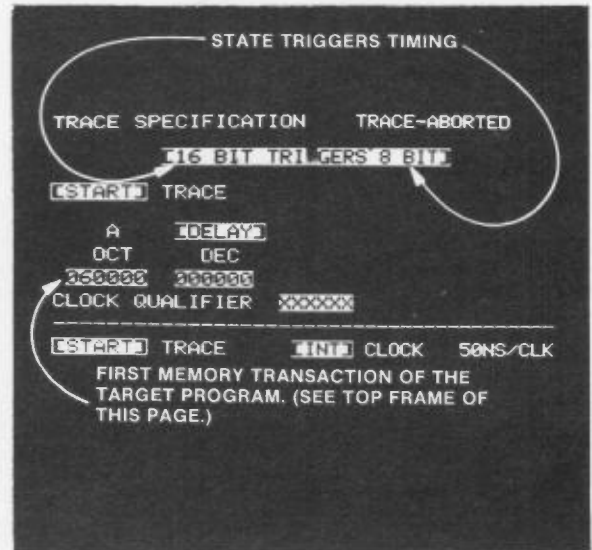 STATE TRIGGERS TIMING
TRACE SPECIFICATION TRACE-ABORTED
[16 BIT TRI GERS 8 BIT]
[START] TRACE
A [DELAY]
OCT DEC
060000 000000
CLOCK QUALIFIER XXXXXX
[START] TRACE [INT] CLOCK 50NS/CLK
FIRST MEMORY TRANSACTION OF THE
TARGET PROGRAM. (SEE TOP FRAME OF
THIS PAGE.)